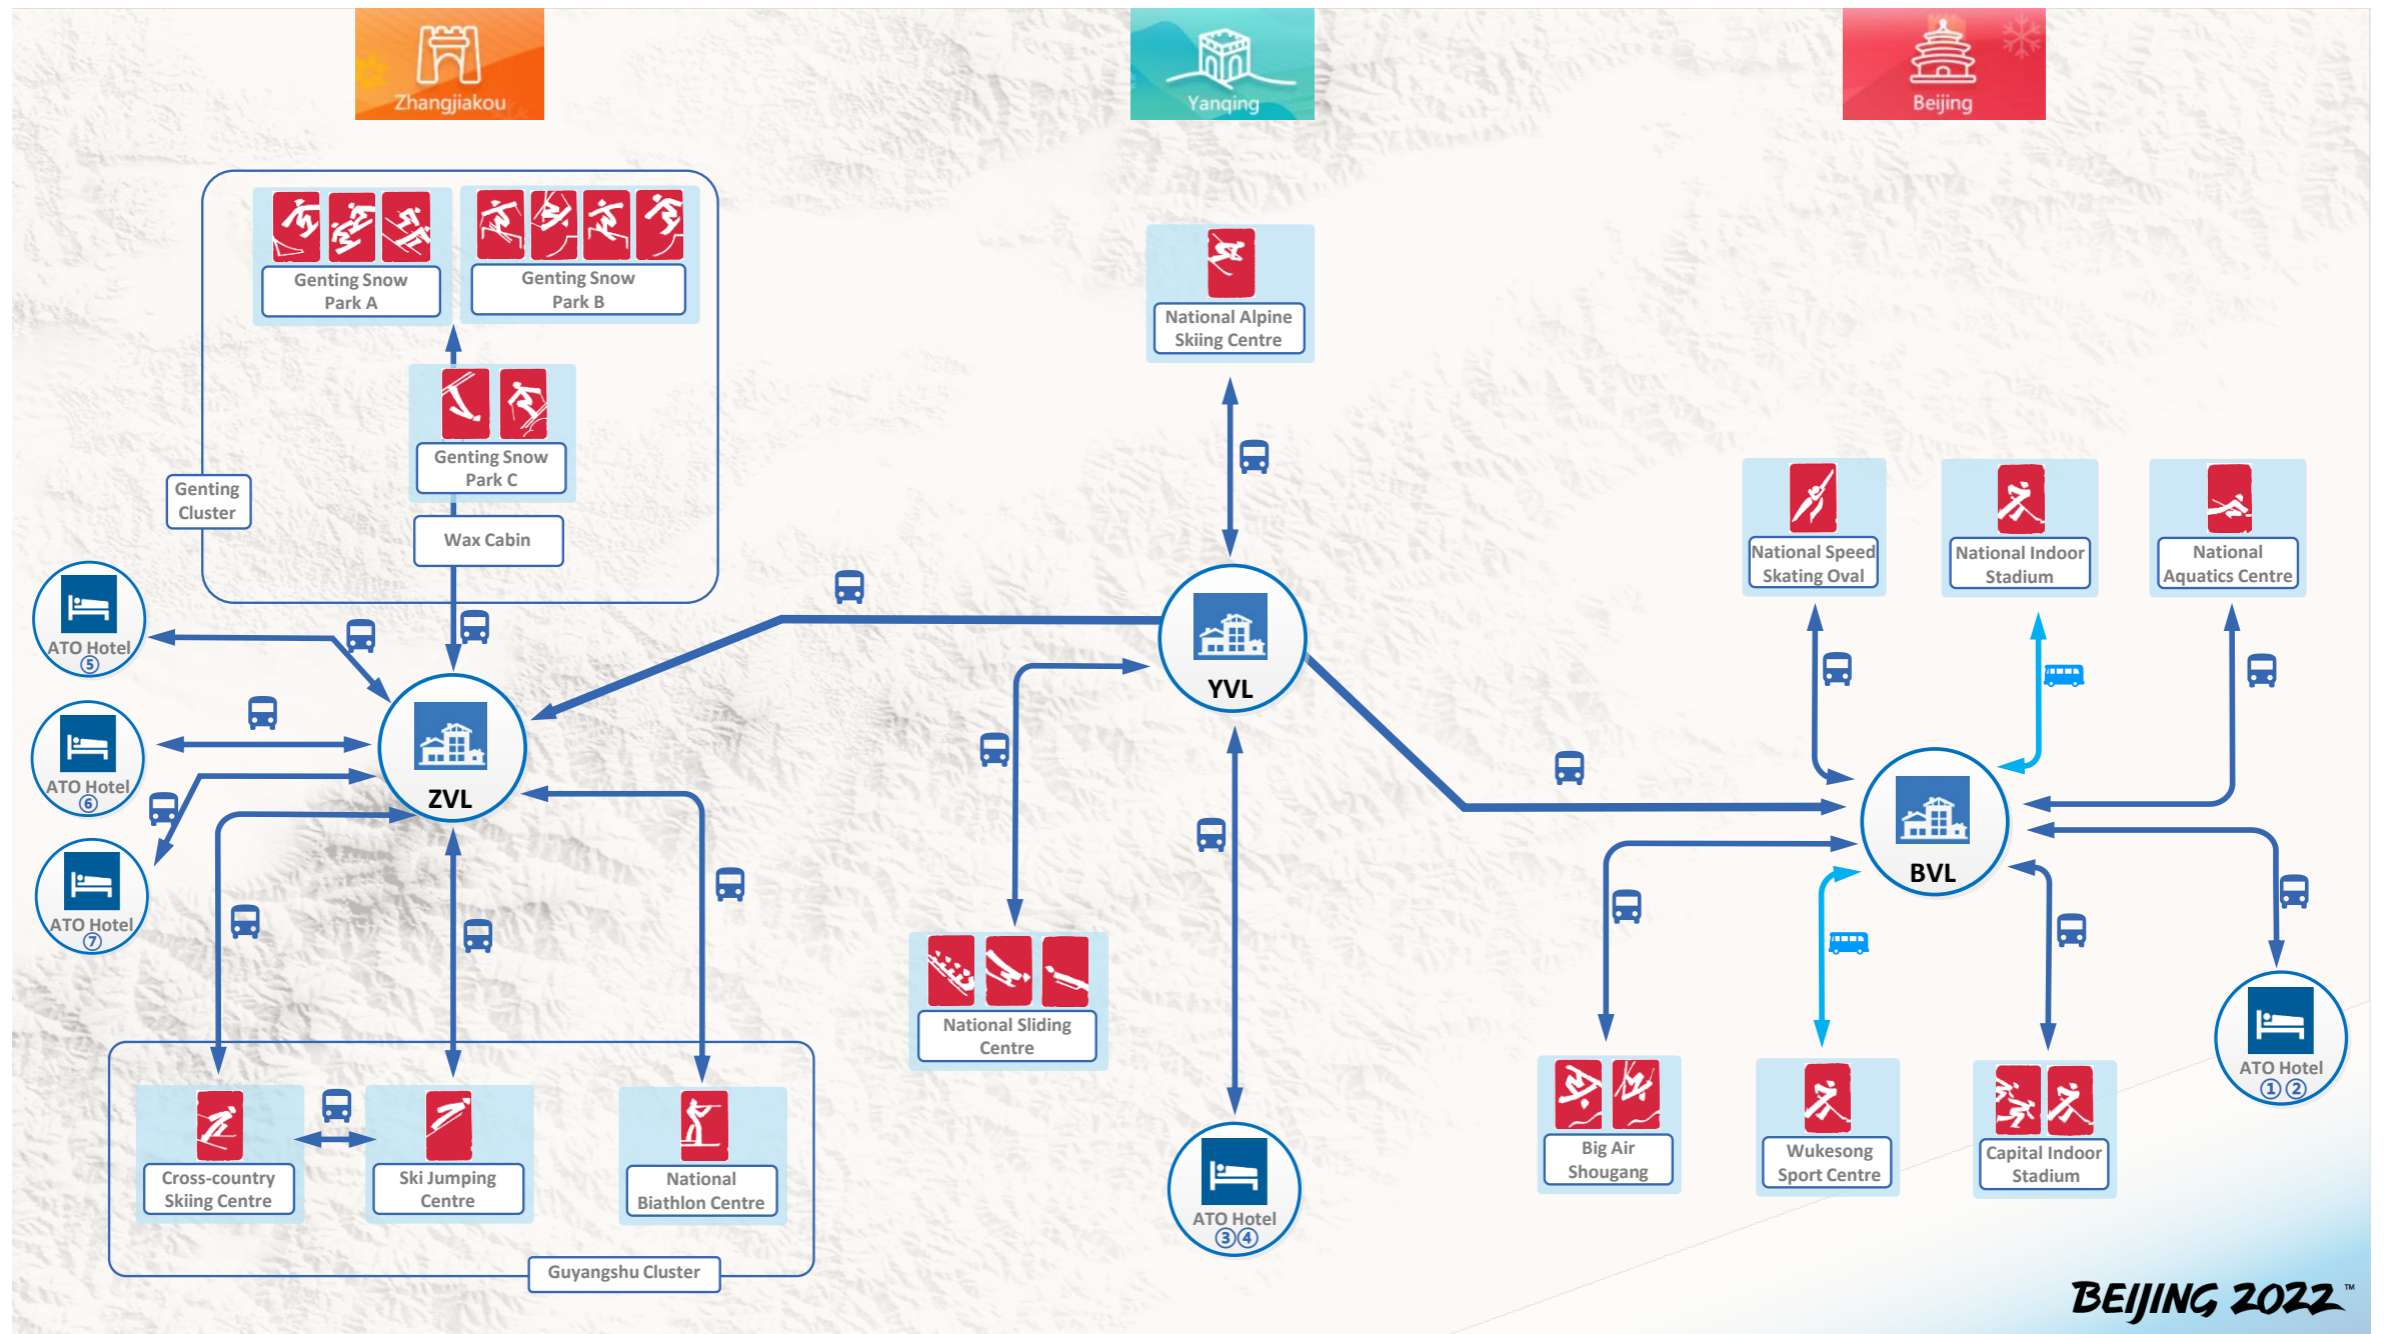 Zhangjiakou
Yanqing
Beijing
Genting Snow
Park A
Genting Snow
Park B
Genting Snow
Park C
Genting
Cluster
Wax Cabin
ATO Hotel
⑤
ATO Hotel
⑥
ATO Hotel
⑦
ZVL
Cross-country
Skiing Centre
Ski Jumping
Centre
National
Biathlon Centre
Guyangshu Cluster
National Alpine
Skiing Centre
YVL
National Sliding
Centre
ATO Hotel
③④
National Speed
Skating Oval
National Indoor
Stadium
National
Aquatics Centre
BVL
Big Air
Shougang
Wukesong
Sport Centre
Capital Indoor
Stadium
ATO Hotel
① ②
BEIJING 2022™